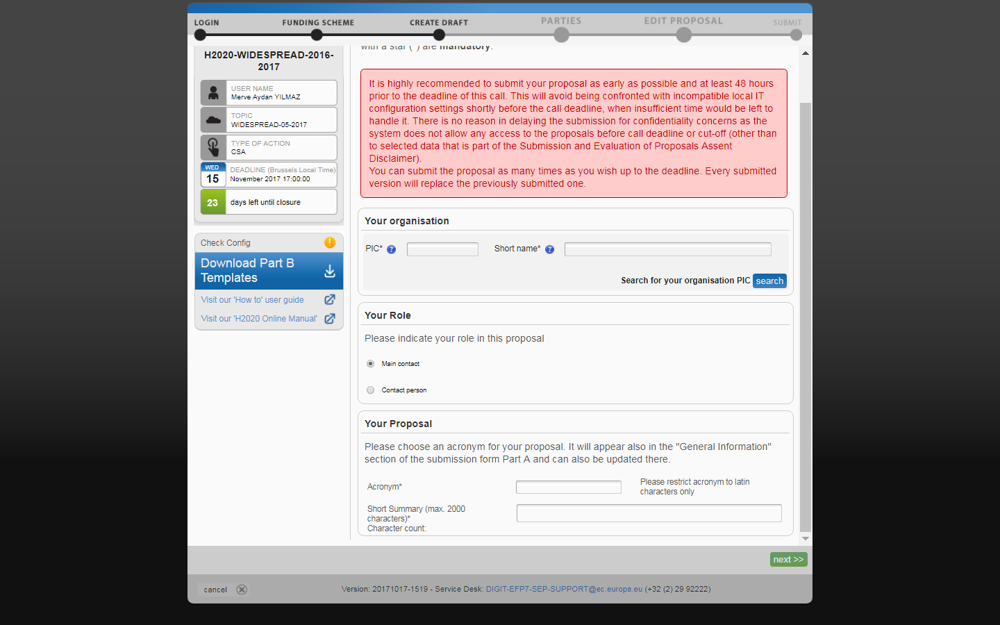 LOGIN
FUNDING SCHEME
CREATE DRAFT
PARTIES
EDIT PROPOSAL
SUBMIT
H2020-WIDESPREAD-2016-
2017
USER NAME
Merve Aydan YILMAZ
TOPIC
WIDESPREAD-05-2017
TYPE OF ACTION
CSA
WED
15
DEADLINE (Brussels Local Time)
November 2017 17:00:00
23
days left until closure
Check Config
Download Part B
Templates
Visit our 'How to' user guide
Visit our 'H2020 Online Manual'
with a star (*) are mandatory.
It is highly recommended to submit your proposal as early as possible and at least 48 hours
prior to the deadline of this call. This will avoid being confronted with incompatible local IT
configuration settings shortly before the call deadline, when insufficient time would be left to
handle it. There is no reason in delaying the submission for confidentiality concerns as the
system does not allow any access to the proposals before call deadline or cut-off (other than
to selected data that is part of the Submission and Evaluation of Proposals Assent
Disclaimer).
You can submit the proposal as many times as you wish up to the deadline. Every submitted
version will replace the previously submitted one.
Your organisation
PIC* ? Short name* ?
Search for your organisation PIC search
Your Role
Please indicate your role in this proposal
Main contact
Contact person
Your Proposal
Please choose an acronym for your proposal. It will appear also in the "General Information"
section of the submission form Part A and can also be updated there.
Acronym*
Please restrict acronym to latin
characters only
Short Summary (max. 2000
characters)*
Character count:
next >>
cancel
Version: 20171017-1519 - Service Desk: DIGIT-EFP7-SEP-SUPPORT@ec.europa.eu (+32 (2) 29 92222)